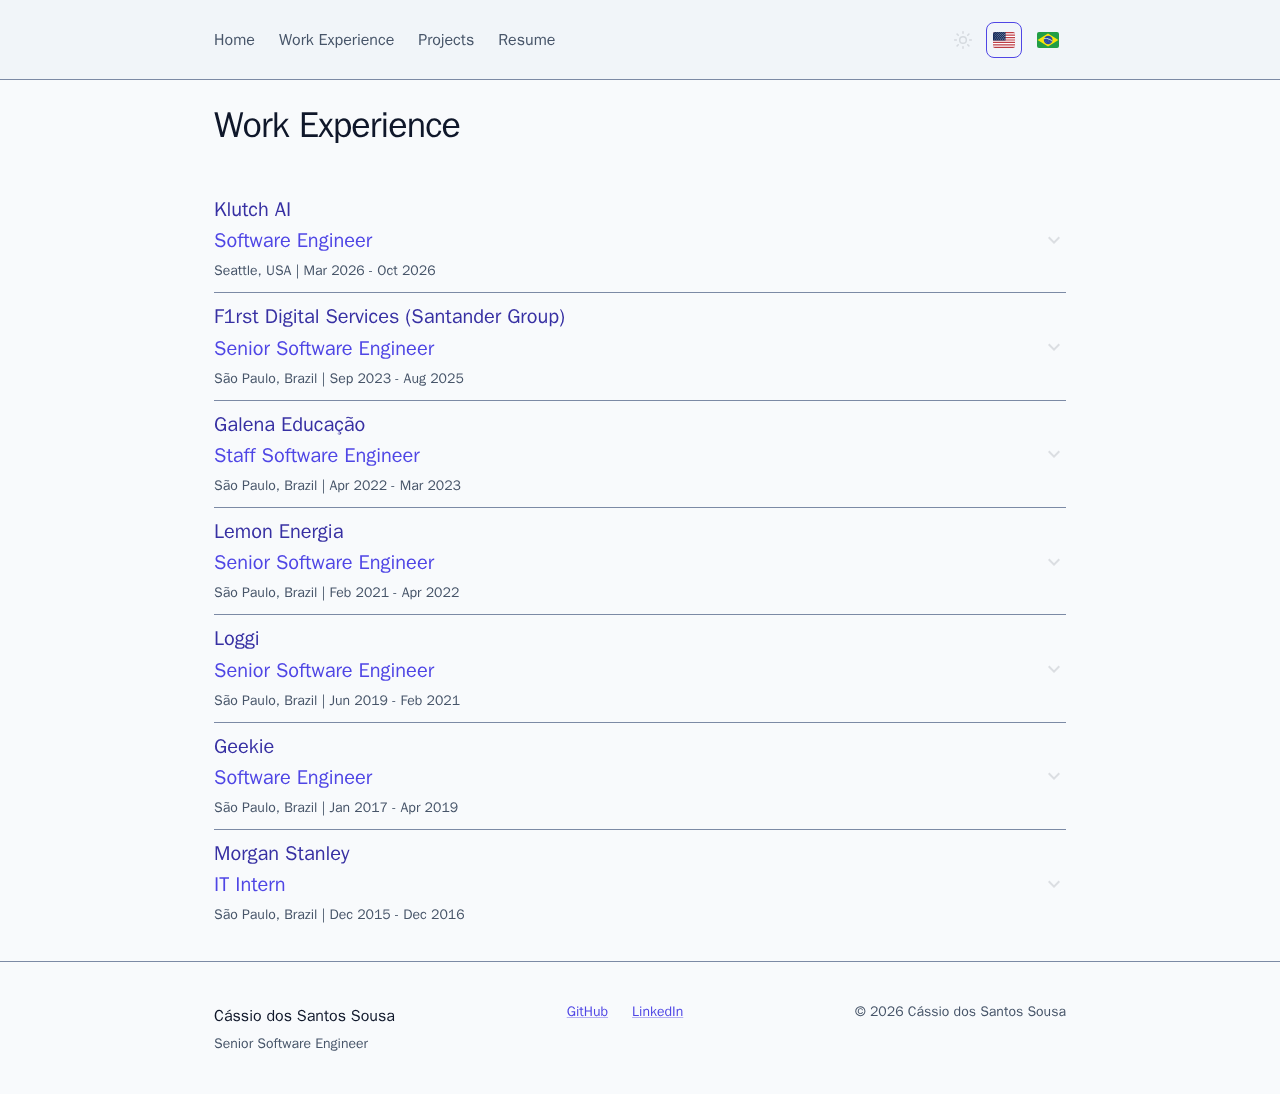 Home Work Experience Projects Resume
Work Experience
Klutch AI
Software Engineer
Seattle, USA | Mar 2026 - Oct 2026
F1rst Digital Services (Santander Group)
Senior Software Engineer
São Paulo, Brazil | Sep 2023 - Aug 2025
Galena Educação
Staff Software Engineer
São Paulo, Brazil | Apr 2022 - Mar 2023
Lemon Energia
Senior Software Engineer
São Paulo, Brazil | Feb 2021 - Apr 2022
Loggi
Senior Software Engineer
São Paulo, Brazil | Jun 2019 - Feb 2021
Geekie
Software Engineer
São Paulo, Brazil | Jan 2017 - Apr 2019
Morgan Stanley
IT Intern
São Paulo, Brazil | Dec 2015 - Dec 2016
Cássio dos Santos Sousa
Senior Software Engineer
GitHub LinkedIn
© 2026 Cássio dos Santos Sousa